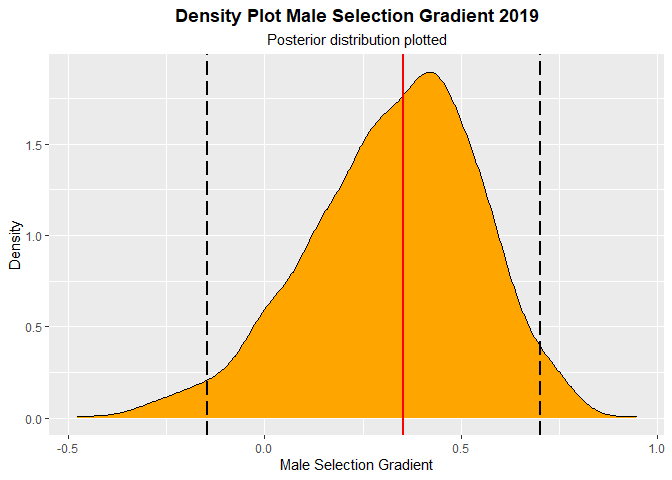 Density Plot Male Selection Gradient 2019
Posterior distribution plotted
Density
1.5
1.0
0.5
0.0
-0.5 0.0 0.5 1.0
Male Selection Gradient